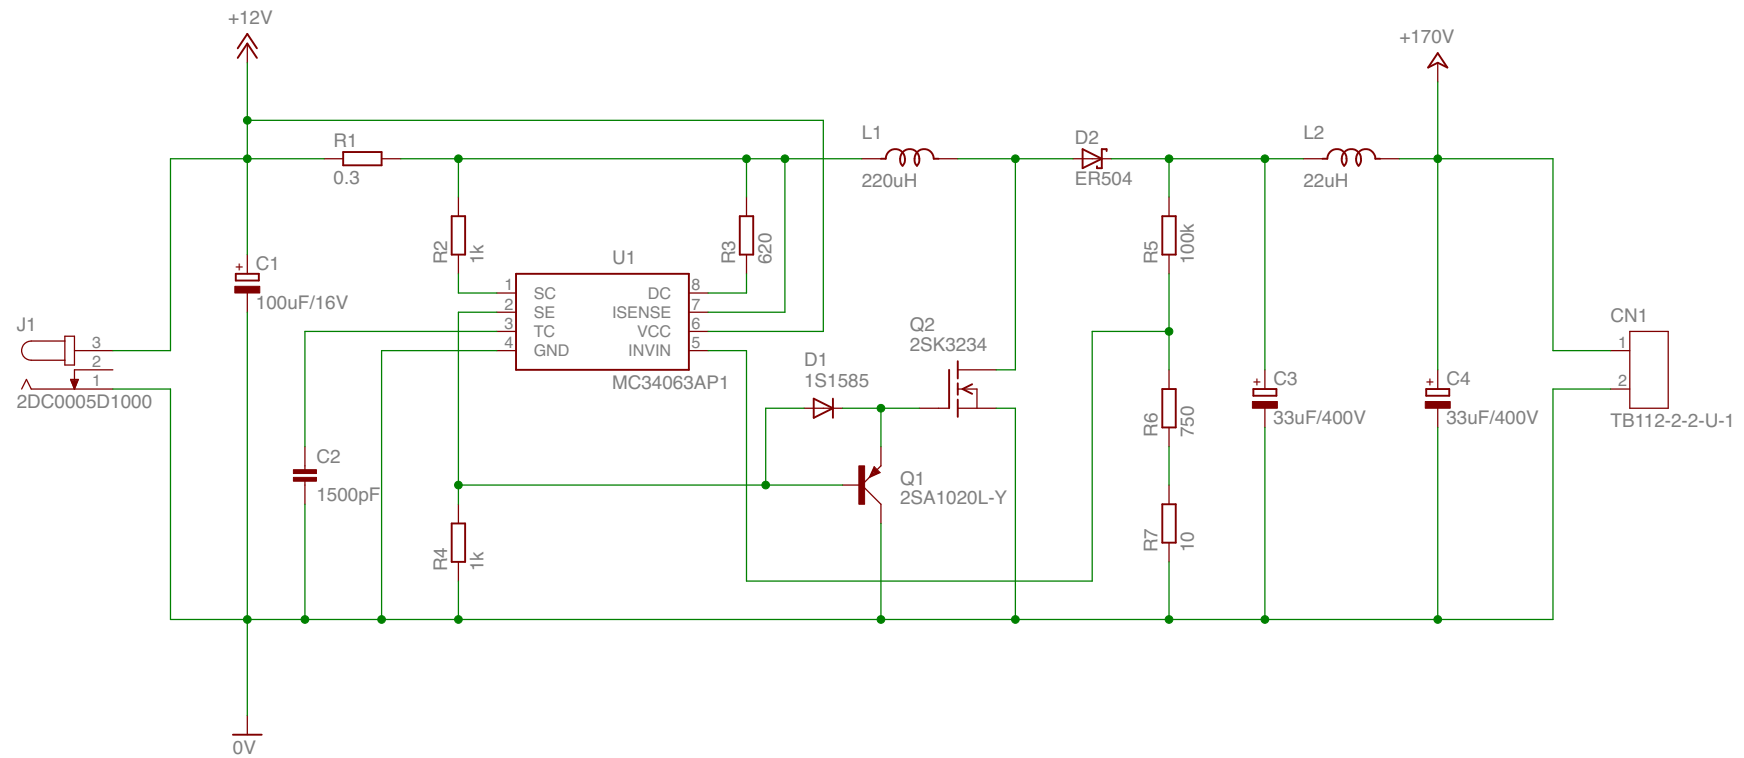 +12V
+170V
R1
0.3
L1
220uH
D2
ER504
L2
22uH
R2
1k
R3
620
R5
100k
U1
C1
100uF/16V
1
SC
DC
8
2
SE
ISENSE
7
3
TC
VCC
6
4
GND
INVIN
5
MC34063AP1
J1
3
2
1
2DC0005D1000
Q2
2SK3234
D1
1S1585
CN1
1
2
TB112-2-2-U-1
R6
750
C3
33uF/400V
C4
33uF/400V
C2
1500pF
Q1
2SA1020L-Y
R4
1k
R7
10
0V